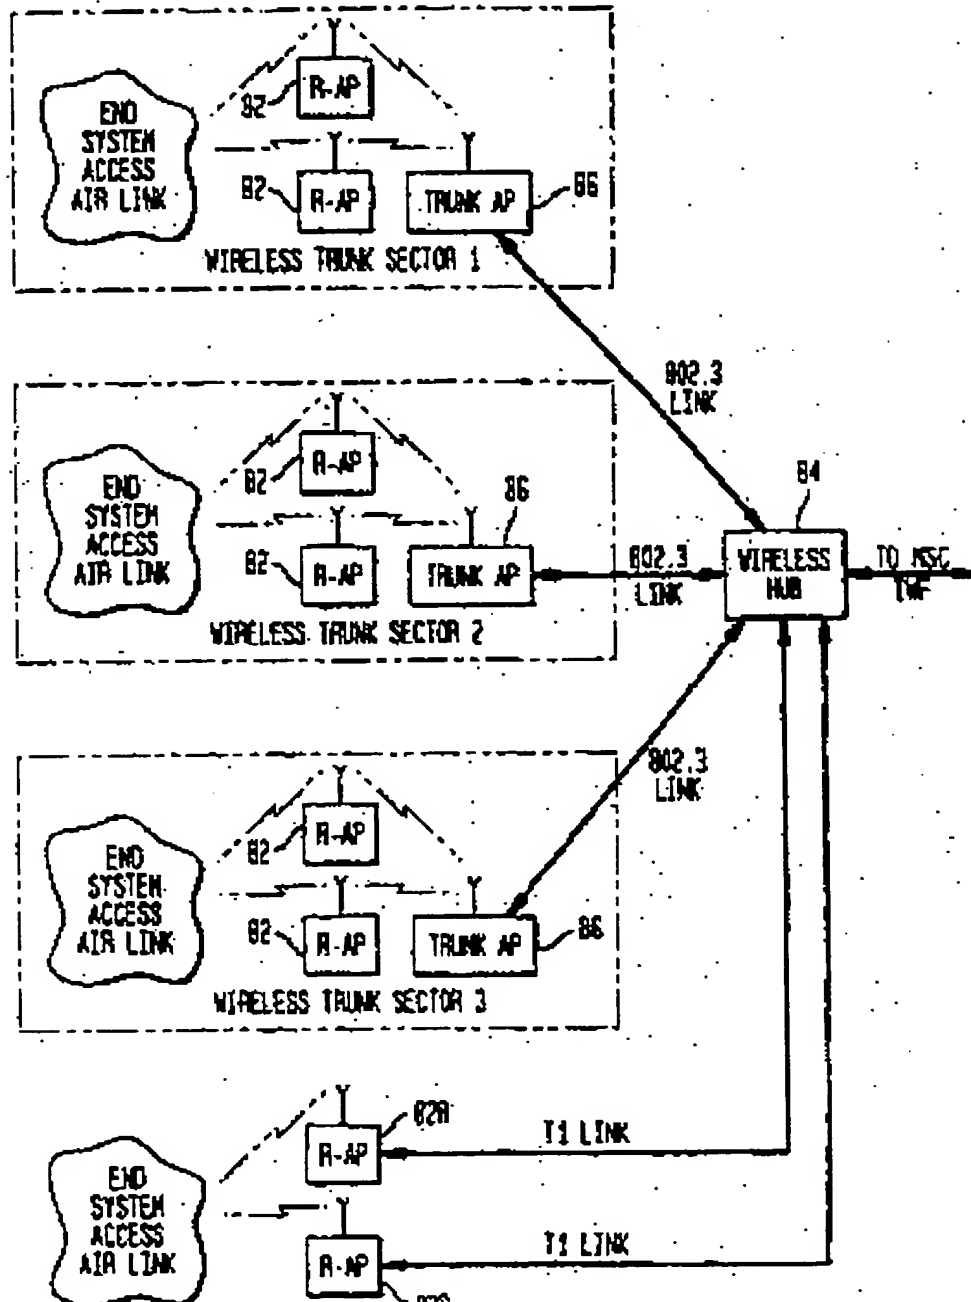 R-AP
82
END
SYSTEM
ACCESS
AIR LINK
82
R-AP
TRUNK AP
86
WIRELESS TRUNK SECTOR 1
802.3
LINK
R-AP
82
END
SYSTEM
ACCESS
AIR LINK
86
82
R-AP
TRUNK AP
802.3
LINK
84
WIRELESS
HUB
TO MSC
IWF
WIRELESS TRUNK SECTOR 2
802.3
LINK
R-AP
82
END
SYSTEM
ACCESS
AIR LINK
82
R-AP
TRUNK AP
86
WIRELESS TRUNK SECTOR 3
82A
R-AP
T1 LINK
END
SYSTEM
ACCESS
AIR LINK
R-AP
T1 LINK